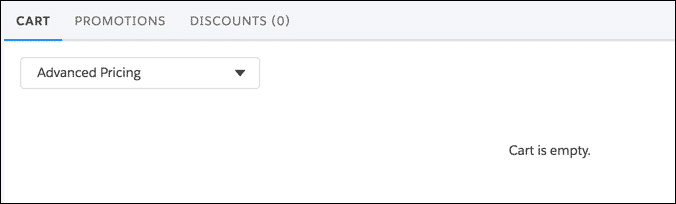 CART PROMOTIONS DISCOUNTS (0)
Advanced Pricing
Cart is empty.